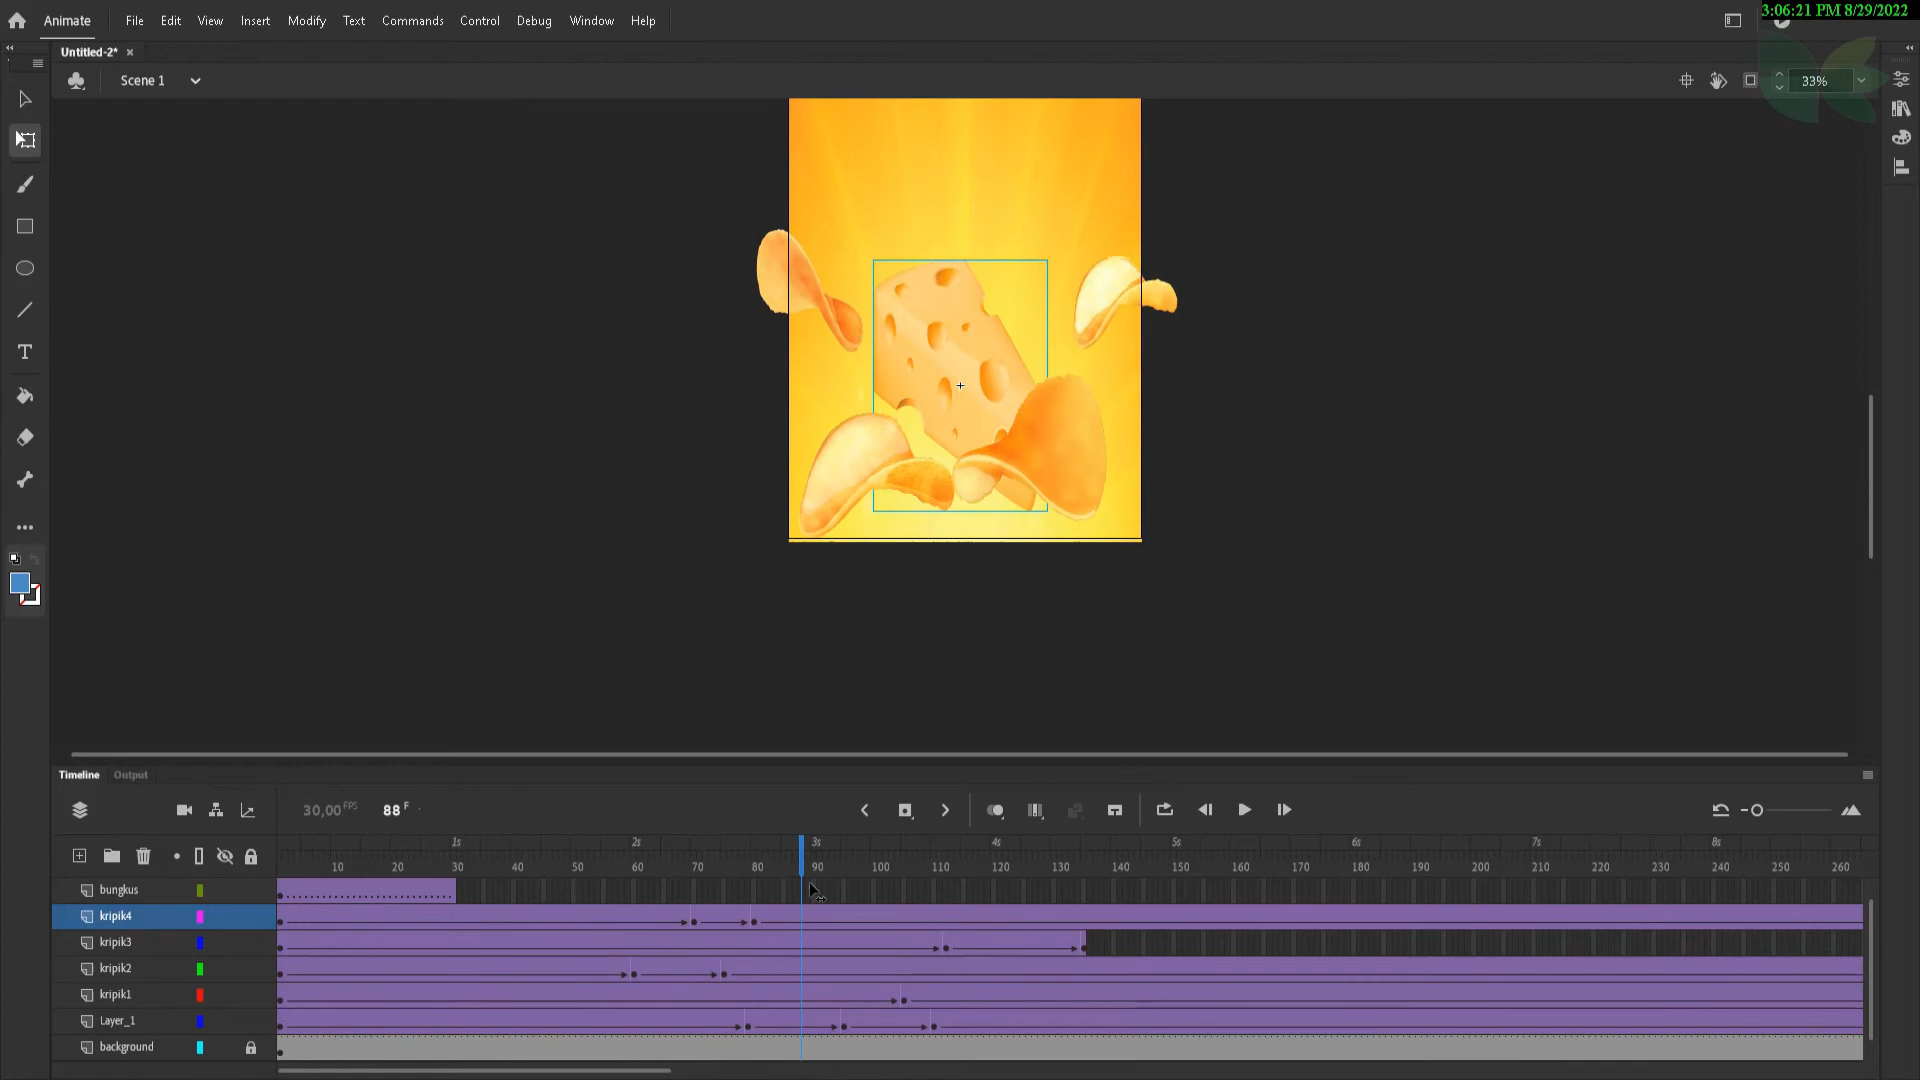 3:06:21 PM 8/29/2022
Animate File Edit View Insert Modify Text Commands Control Debug Window Help
Untitled-2*
Scene 1
33%
Timeline Output
30,00 FPS 88 F
1s 2s 3s 4s 5s 6s 7s 8s
10 20 30 40 50 60 70 80 90 100 110 120 130 140 150 160 170 180 190 200 210 220 230 240 250 260
bungkus
kripik4
kripik3
kripik2
kripik1
Layer_1
background